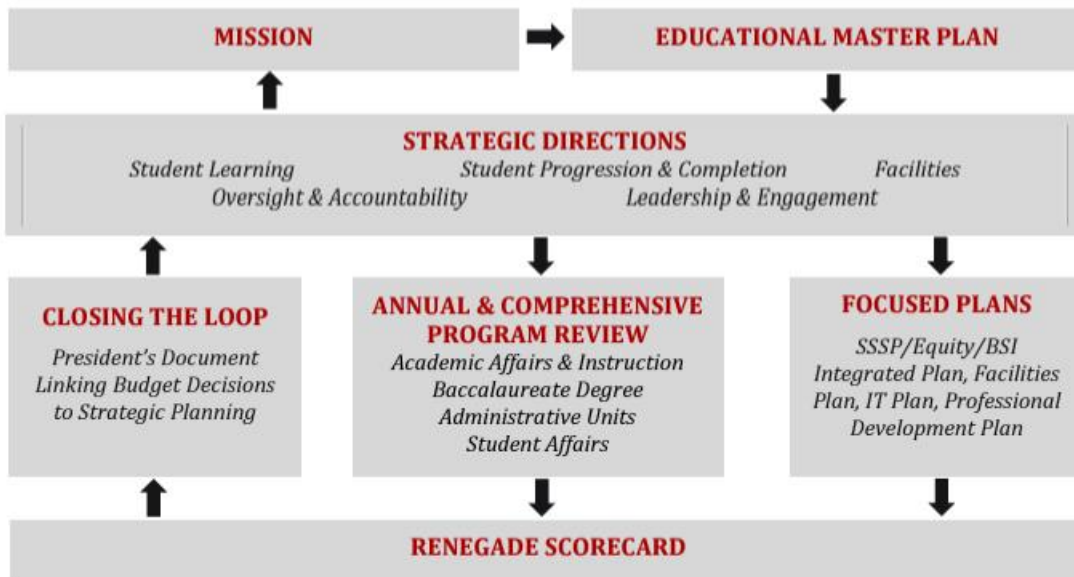 MISSION
EDUCATIONAL MASTER PLAN
STRATEGIC DIRECTIONS
Student Learning Student Progression & Completion Facilities
Oversight & Accountability Leadership & Engagement
CLOSING THE LOOP
President's Document
Linking Budget Decisions
to Strategic Planning
ANNUAL & COMPREHENSIVE
PROGRAM REVIEW
Academic Affairs & Instruction
Baccalaureate Degree
Administrative Units
Student Affairs
FOCUSED PLANS
SSSP/Equity/BSI
Integrated Plan, Facilities
Plan, IT Plan, Professional
Development Plan
RENEGADE SCORECARD